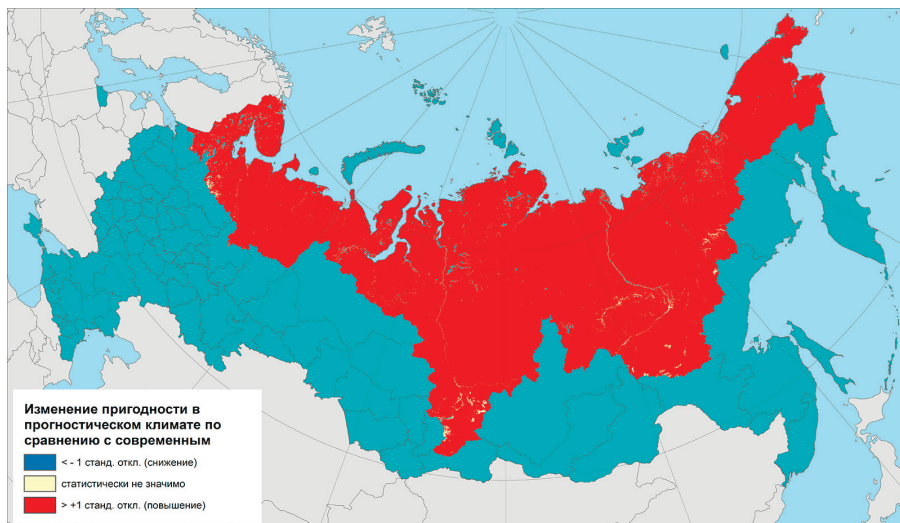 Изменение пригодности в
прогностическом климате по
сравнению с современным
< - 1 станд. откл. (снижение)
статистически не значимо
> +1 станд. откл. (повышение)